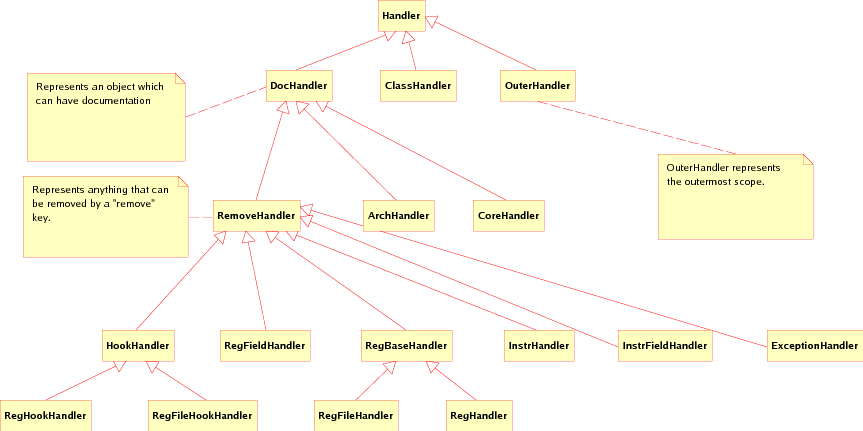 Handler
Represents an object which
can have documentation
DocHandler
ClassHandler
OuterHandler
OuterHandler represents
the outermost scope.
Represents anything that can
be removed by a "remove"
key.
RemoveHandler
ArchHandler
CoreHandler
HookHandler
RegFieldHandler
RegBaseHandler
InstrHandler
InstrFieldHandler
ExceptionHandler
RegHookHandler
RegFileHookHandler
RegFileHandler
RegHandler